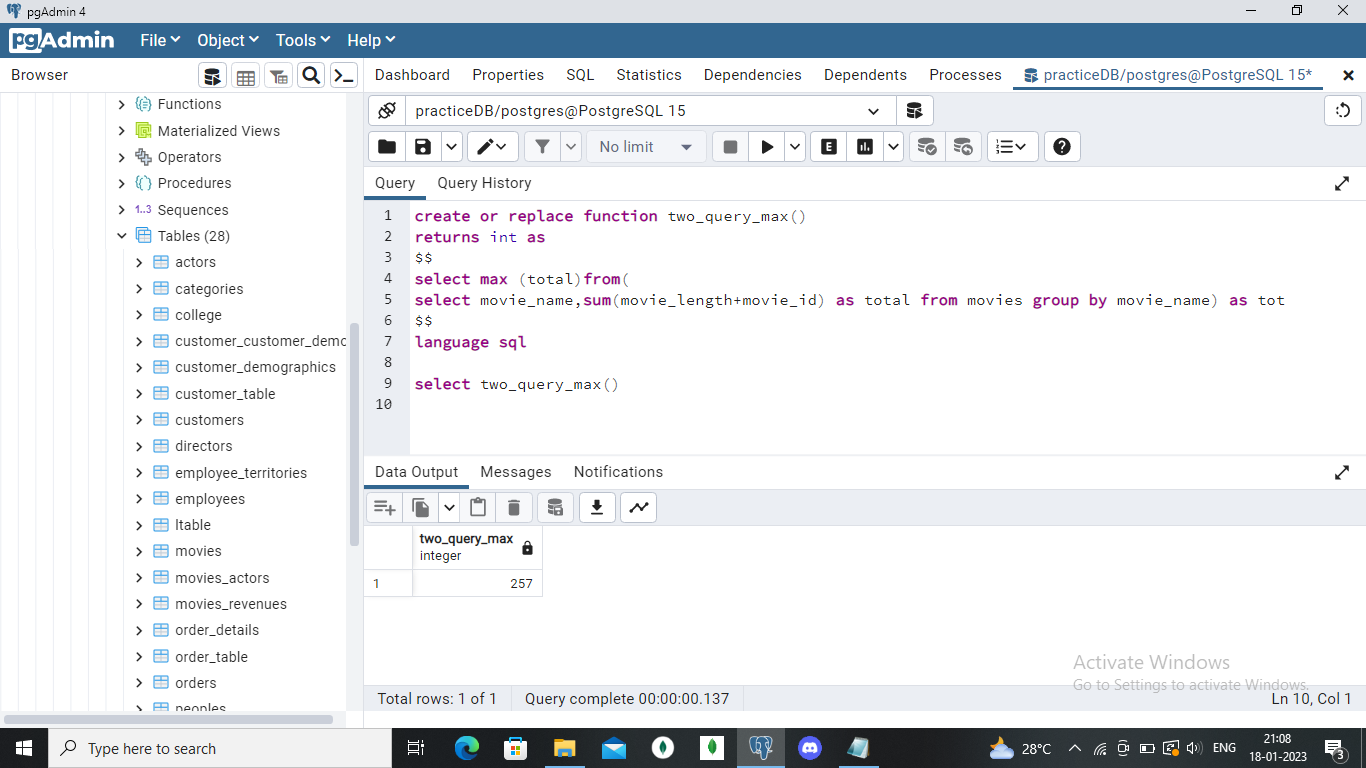 pgAdmin 4
pgAdmin File Object Tools Help
Browser
Dashboard Properties SQL Statistics Dependencies Dependents Processes practiceDB/postgres@PostgreSQL 15*
Functions
Materialized Views
Operators
Procedures
1..3 Sequences
Tables (28)
actors
categories
college
customer_customer_demo
customer_demographics
customer_table
customers
directors
employee_territories
employees
ltable
movies
movies_actors
movies_revenues
order_details
order_table
orders
peoples
practiceDB/postgres@PostgreSQL 15
No limit E
Query Query History
1 create or replace function two_query_max()
2 returns int as
3 $$
4 select max (total)from(
5 select movie_name,sum(movie_length+movie_id) as total from movies group by movie_name) as tot
6 $$
7 language sql
8
9 select two_query_max()
10
Data Output Messages Notifications
two_query_max
integer
1 257
Activate Windows
Go to Settings to activate Windows.
Total rows: 1 of 1 Query complete 00:00:00.137 Ln 10, Col 1
Type here to search
28°C ENG
21:08
18-01-2023
3